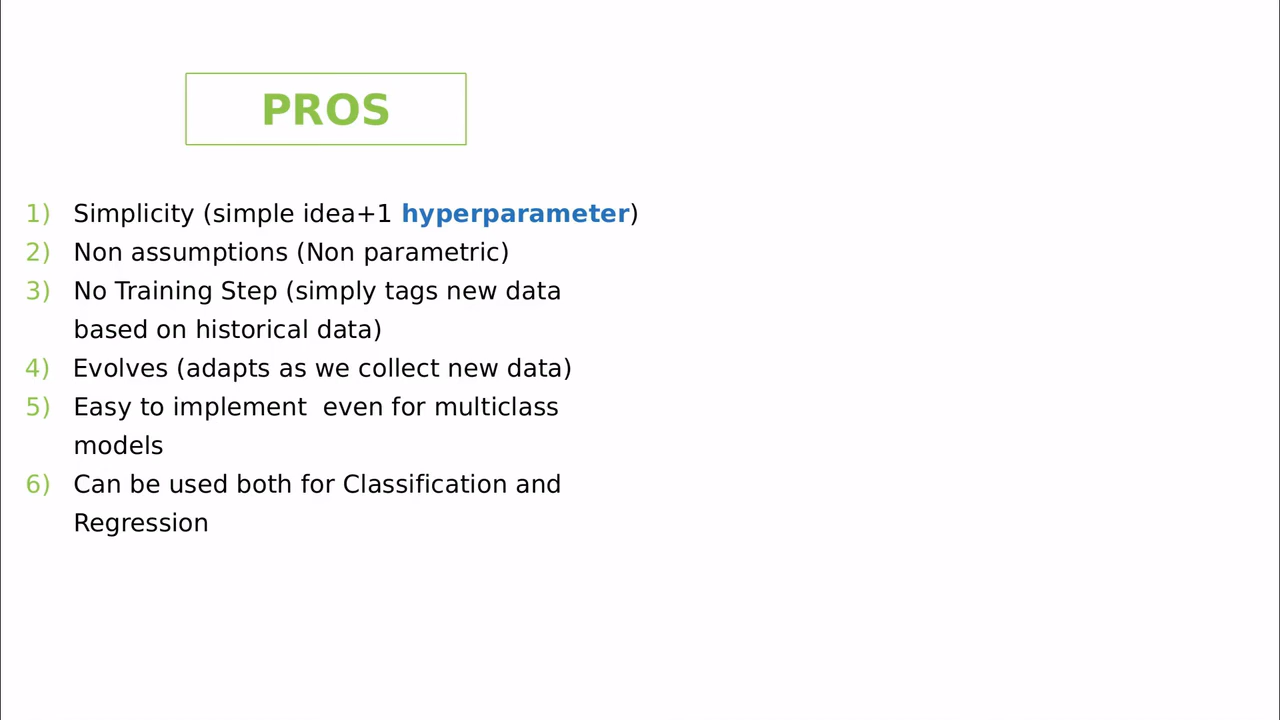 PROS
1) Simplicity (simple idea+1 hyperparameter)
2) Non assumptions (Non parametric)
3) No Training Step (simply tags new data
based on historical data)
4) Evolves (adapts as we collect new data)
5) Easy to implement  even for multiclass
models
6) Can be used both for Classification and
Regression